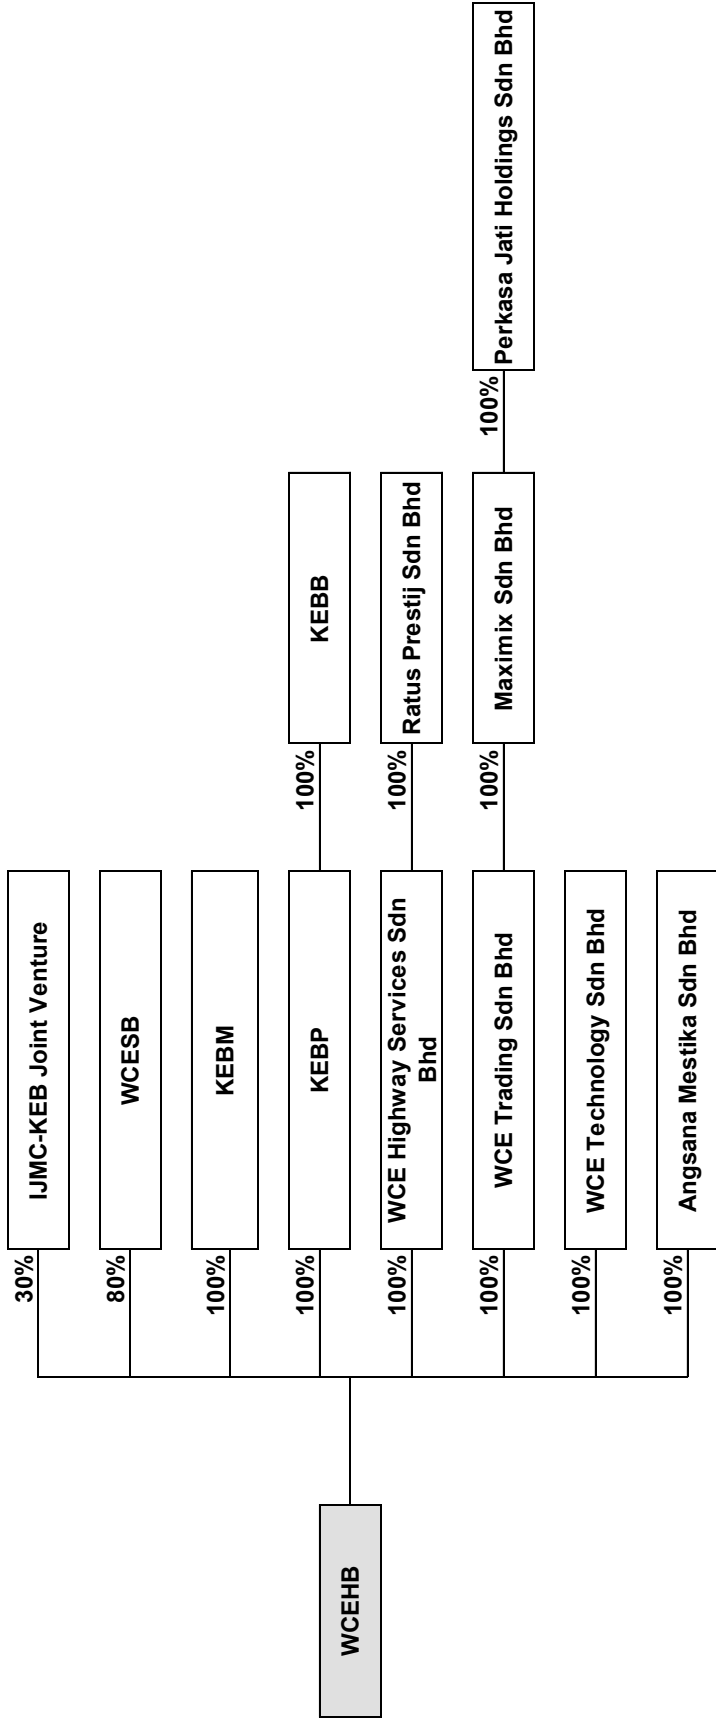 WCEHB
30%
IJMC-KEB Joint Venture
80%
WCESB
100%
KEBM
100%
KEBP
100%
KEBB
100%
WCE Highway Services Sdn
Bhd
100%
Ratus Prestij Sdn Bhd
100%
WCE Trading Sdn Bhd
100%
Maximix Sdn Bhd
100%
Perkasa Jati Holdings Sdn Bhd
100%
WCE Technology Sdn Bhd
100%
Angsana Mestika Sdn Bhd